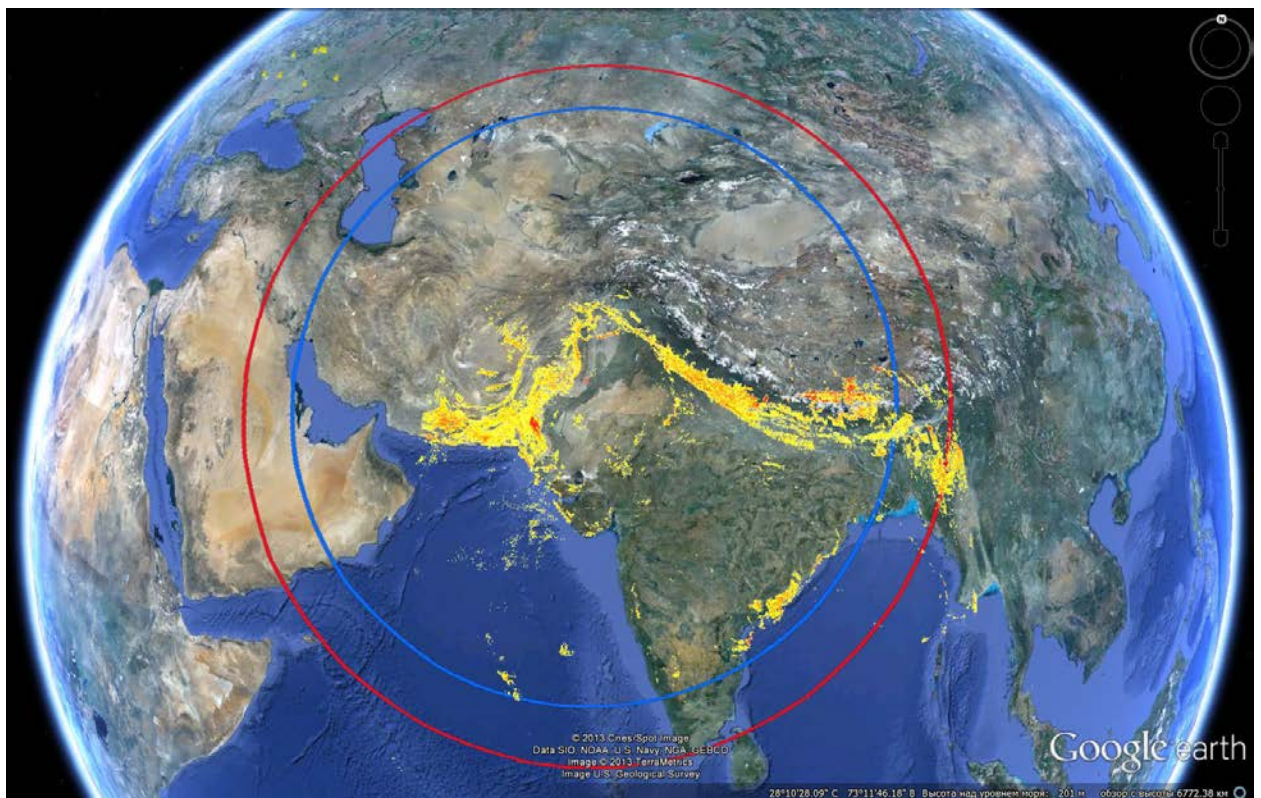 N
© 2013 Cnes/Spot Image
Data SIO, NOAA, U.S. Navy, NGA, GEBCO
Image © 2013 TerraMetrics
Image U.S. Geological Survey
Google earth
28°10'28.09" С 73°11'46.18" В Высота над уровнем моря: 201 м обзор с высоты 6772.38 км